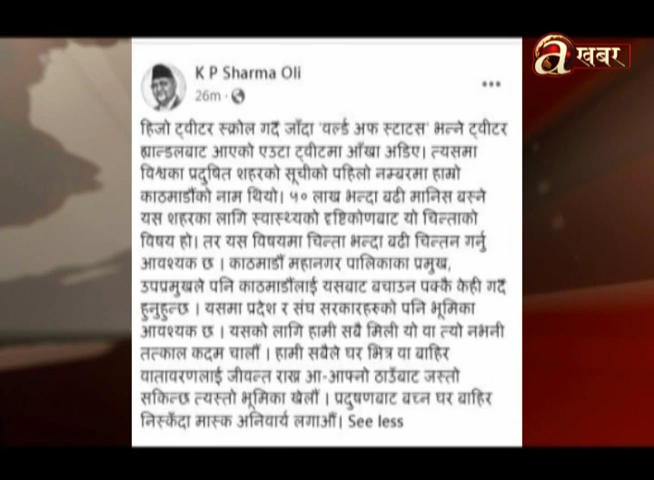 a खबर
K P Sharma Oli
26m
हिजो ट्वीटर स्क्रोल गर्दै जाँदा 'वर्ल्ड अफ स्टाटस' भन्ने ट्वीटर
ह्यान्डलबाट आएको एउटा ट्वीटमा आँखा अडिए। त्यसमा
विश्वका प्रदुषित शहरको सूचीको पहिलो नम्बरमा हाम्रो
काठमाडौंको नाम थियो। ५० लाख भन्दा बढी मानिस बस्ने
यस शहरका लागि स्वास्थ्यको दृष्टिकोणबाट यो चिन्ताको
विषय हो। तर यस विषयमा चिन्ता भन्दा बढी चिन्तन गर्नु
आवश्यक छ । काठमाडौं महानगर पालिकाका प्रमुख,
उपप्रमुखले पनि काठमाडौंलाई यसबाट बचाउन पक्कै केही गर्दै
हुनुहुन्छ । यसमा प्रदेश र संघ सरकारहरुको पनि भूमिका
आवश्यक छ । यसको लागि हामी सबै मिली यो वा त्यो नभनी
तत्काल कदम चालौं । हामी सबैले घर भित्र वा बाहिर
वातावरणलाई जीवन्त राख्न आ-आफ्नो ठाउँबाट जस्तो
सकिन्छ त्यस्तो भूमिका खेलौं । प्रदुषणबाट बच्न घर बाहिर
निस्कँदा मास्क अनिवार्य लगाऔं। See less